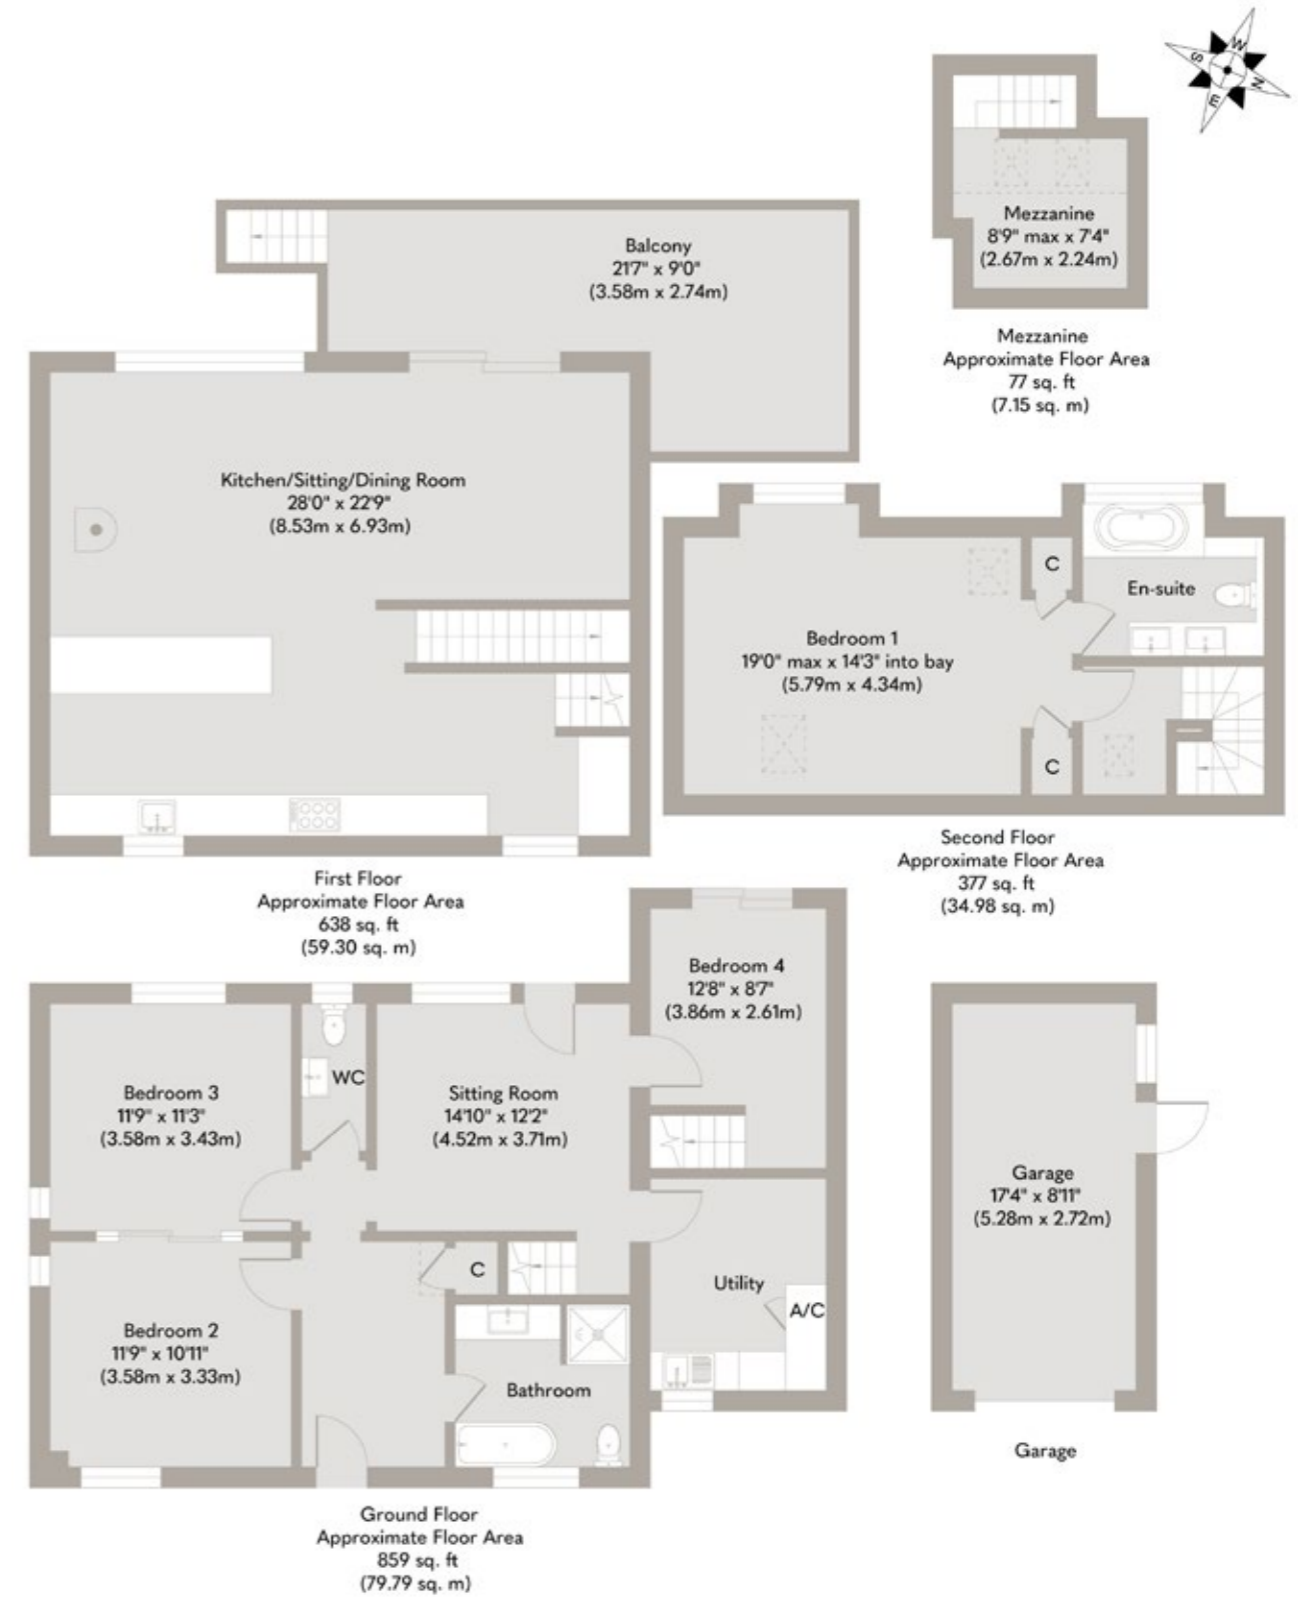 W
S
N
E
Mezzanine
8'9" max x 7'4"
(2.67m x 2.24m)
Mezzanine
Approximate Floor Area
77 sq. ft
(7.15 sq. m)
Balcony
21'7" x 9'0"
(3.58m x 2.74m)
Kitchen/Sitting/Dining Room
28'0" x 22'9"
(8.53m x 6.93m)
First Floor
Approximate Floor Area
638 sq. ft
(59.30 sq. m)
C
En-suite
Bedroom 1
19'0" max x 14'3" into bay
(5.79m x 4.34m)
C
Second Floor
Approximate Floor Area
377 sq. ft
(34.98 sq. m)
Bedroom 4
12'8" x 8'7"
(3.86m x 2.61m)
Bedroom 3
11'9" x 11'3"
(3.58m x 3.43m)
WC
Sitting Room
14'10" x 12'2"
(4.52m x 3.71m)
C
Utility
A/C
Bedroom 2
11'9" x 10'11"
(3.58m x 3.33m)
Bathroom
Ground Floor
Approximate Floor Area
859 sq. ft
(79.79 sq. m)
Garage
17'4" x 8'11"
(5.28m x 2.72m)
Garage